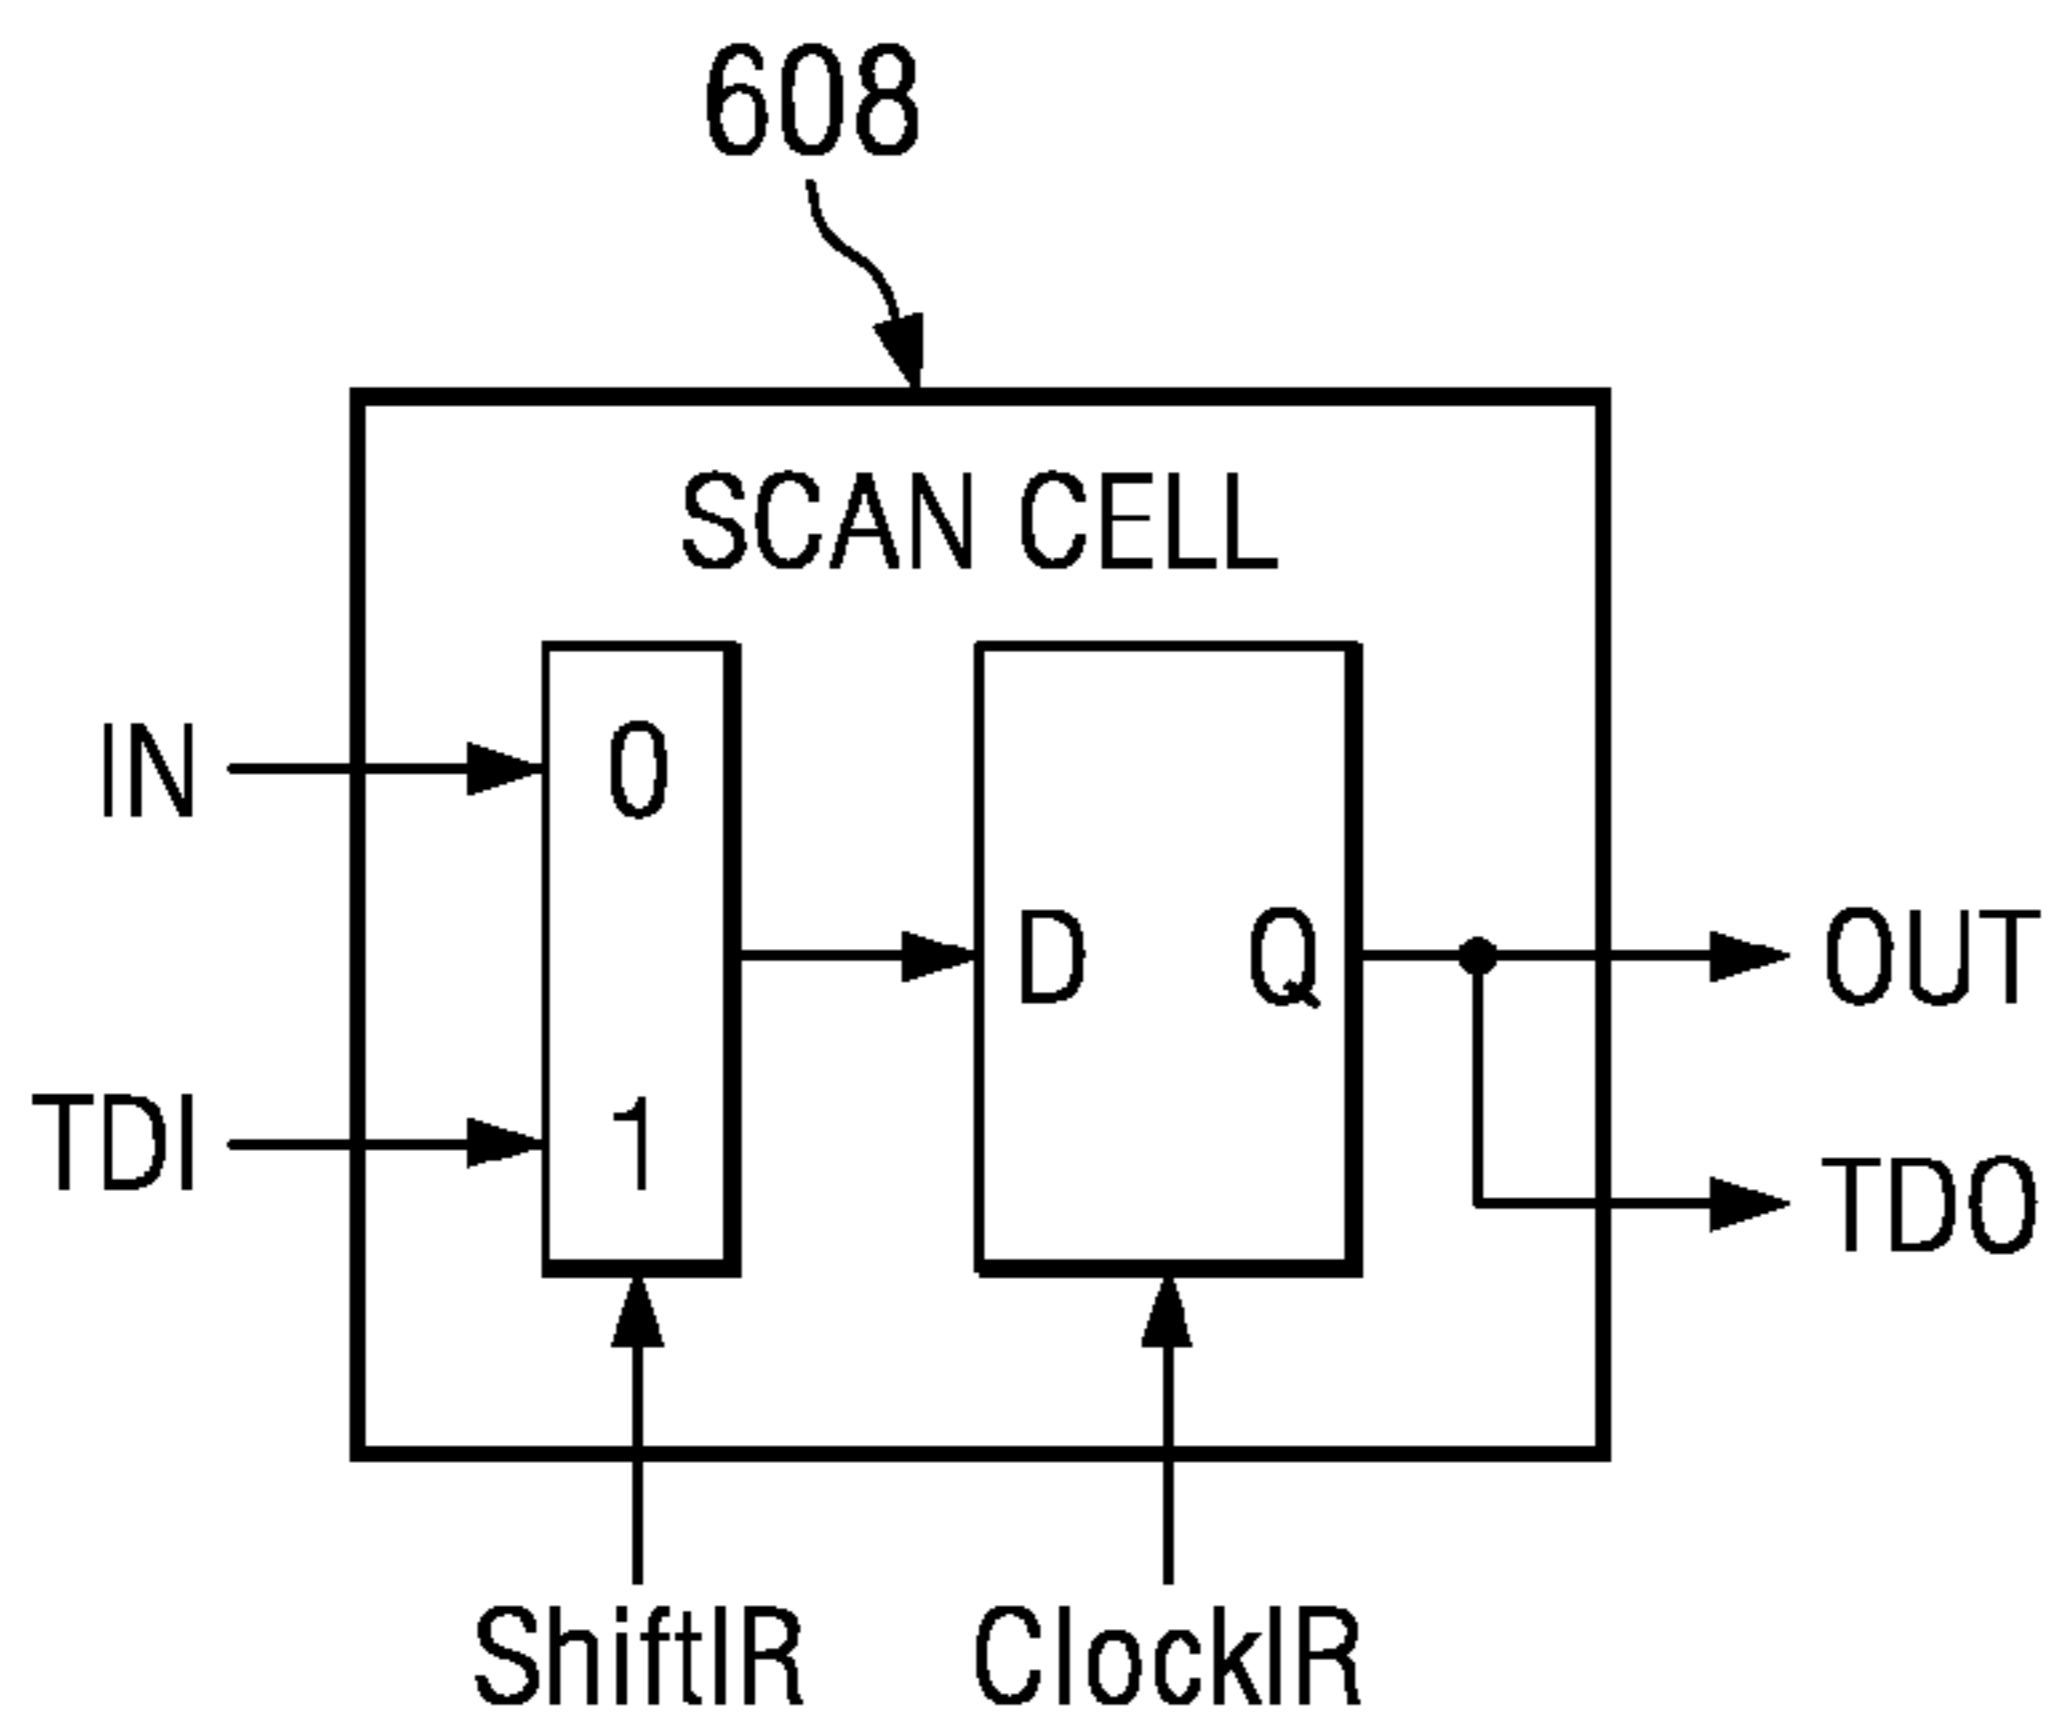 608
SCAN CELL
IN
0
D
Q
OUT
TDI
1
TDO
ShiftIR
ClockIR